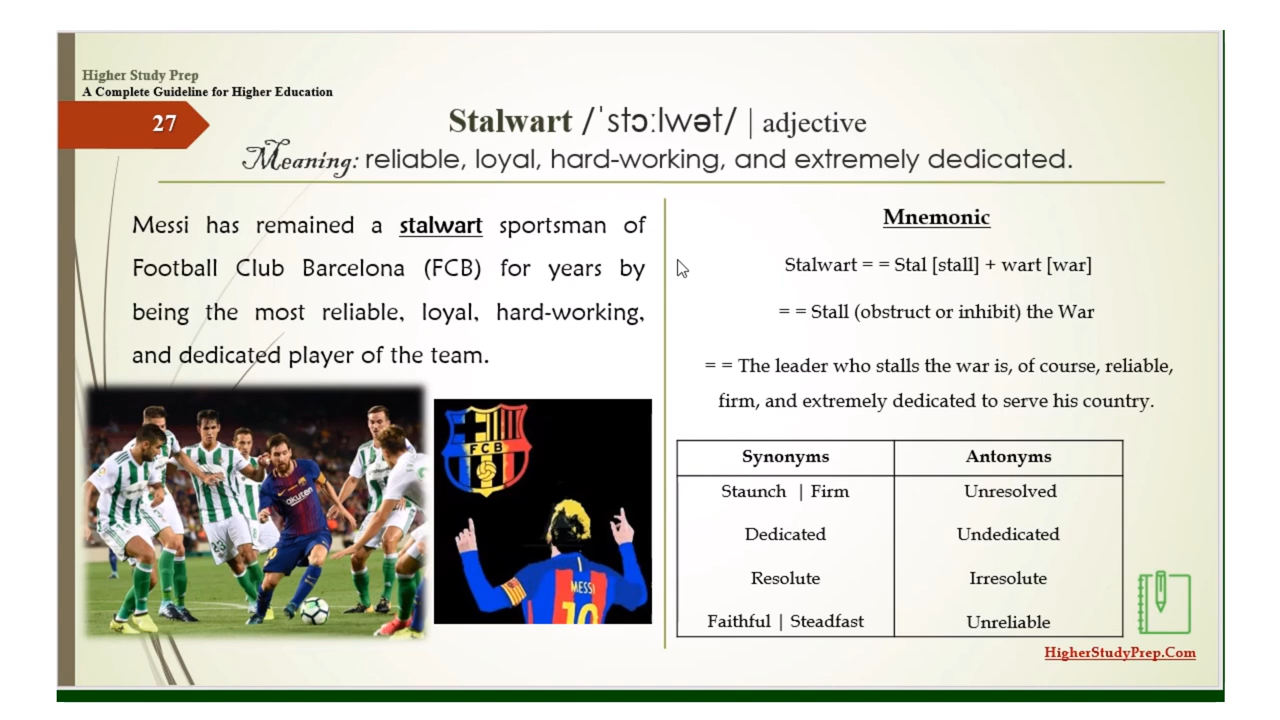 Higher Study Prep
A Complete Guideline for Higher Education
27
Stalwart /ˈstɔːlwət/ | adjective
Meaning: reliable, loyal, hard-working, and extremely dedicated.
Messi has remained a stalwart sportsman of
Football Club Barcelona (FCB) for years by
being the most reliable, loyal, hard-working,
and dedicated player of the team.
Rakuten
23
FCB
MESSI
10
Mnemonic
Stalwart = = Stal [stall] + wart [war]
= = Stall (obstruct or inhibit) the War
= = The leader who stalls the war is, of course, reliable,
firm, and extremely dedicated to serve his country.
Synonyms Antonyms
Staunch | Firm Unresolved
Dedicated Undedicated
Resolute Irresolute
Faithful | Steadfast Unreliable
HigherStudyPrep.Com